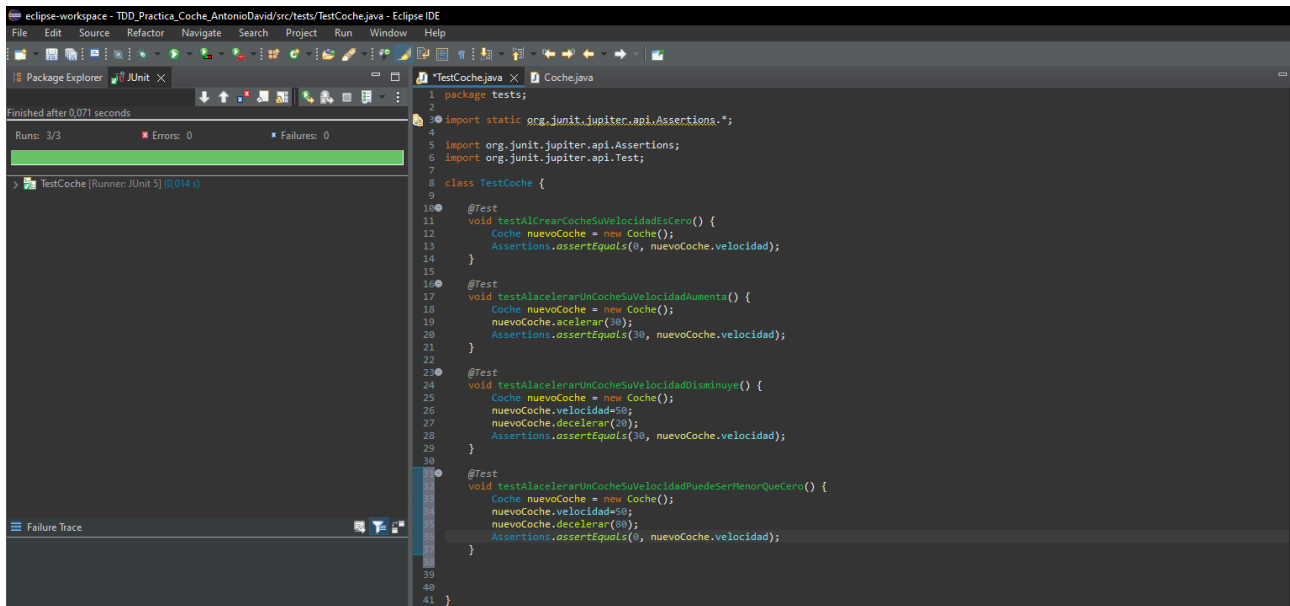 eclipse-workspace - TDD_Practica_Coche_AntonioDavid/src/tests/TestCoche.java - Eclipse IDE
File Edit Source Refactor Navigate Search Project Run Window Help
Package Explorer JUnit
*TestCoche.java Coche.java
Finished after 0,071 seconds
Runs: 3/3 Errors: 0 Failures: 0
TestCoche [Runner: JUnit 5] (0,014 s)
Failure Trace
1 package tests;
2
3 import static org.junit.jupiter.api.Assertions.*;
4
5 import org.junit.jupiter.api.Assertions;
6 import org.junit.jupiter.api.Test;
7
8 class TestCoche {
9
10 @Test
11 void testAlCrearCocheSuVelocidadEsCero() {
12 Coche nuevoCoche = new Coche();
13 Assertions.assertEquals(0, nuevoCoche.velocidad);
14 }
15
16 @Test
17 void testAlacelerarUnCocheSuVelocidadAumenta() {
18 Coche nuevoCoche = new Coche();
19 nuevoCoche.acelerar(30);
20 Assertions.assertEquals(30, nuevoCoche.velocidad);
21 }
22
23 @Test
24 void testAlacelerarUnCocheSuVelocidadDisminuye() {
25 Coche nuevoCoche = new Coche();
26 nuevoCoche.velocidad=50;
27 nuevoCoche.decelerar(20);
28 Assertions.assertEquals(30, nuevoCoche.velocidad);
29 }
30
31 @Test
32 void testAlacelerarUnCocheSuVelocidadPuedeSerMenorQueCero() {
33 Coche nuevoCoche = new Coche();
34 nuevoCoche.velocidad=50;
35 nuevoCoche.decelerar(80);
36 Assertions.assertEquals(0, nuevoCoche.velocidad);
37 }
38
39
40
41 }